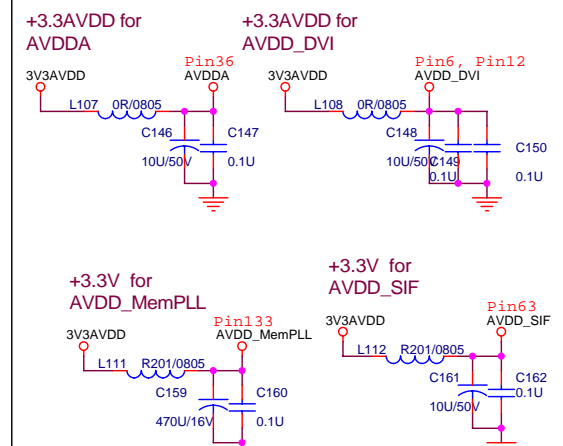 +3.3AVDD for
AVDDA
Pin36
3V3AVDD
AVDDA
L107
0R/0805
C146
C147
10U/50V
0.1U
+3.3AVDD for
AVDD_DVI
Pin6, Pin12
3V3AVDD
AVDD_DVI
L108
0R/0805
C148
C149
C150
10U/50V
0.1U
0.1U
+3.3V for
AVDD_MemPLL
Pin133
3V3AVDD
AVDD_MemPLL
L111
R201/0805
C159
C160
470U/16V
0.1U
+3.3V for
AVDD_SIF
Pin63
3V3AVDD
AVDD_SIF
L112
R201/0805
C161
C162
10U/50V
0.1U